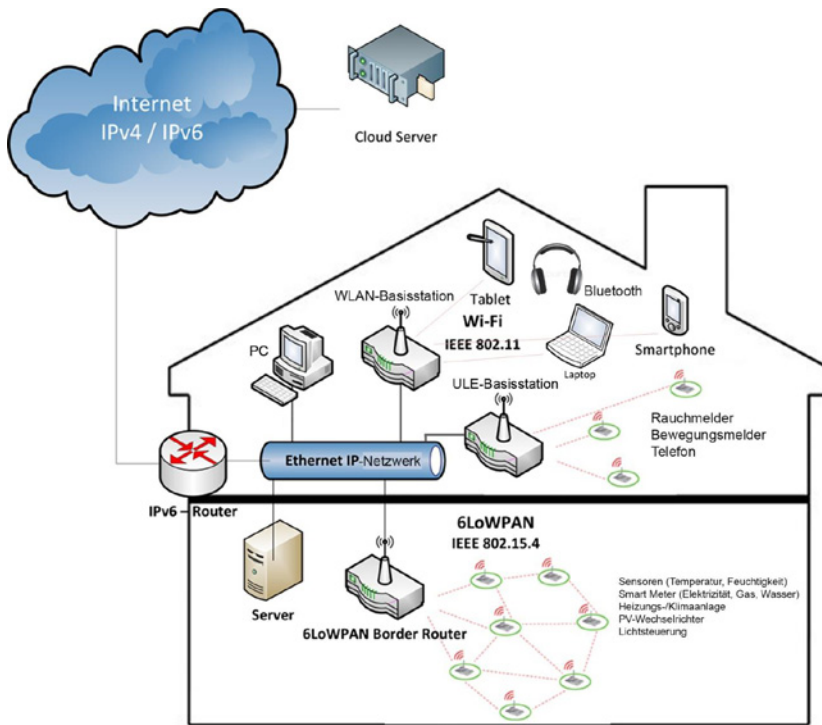 Internet
IPv4 / IPv6
Cloud Server
Tablet
Bluetooth
WLAN-Basisstation
Wi-Fi
IEEE 802.11
Smartphone
PC
Laptop
ULE-Basisstation
Rauchmelder
Bewegungsmelder
Telefon
Ethernet IP-Netzwerk
IPv6 – Router
6LoWPAN
IEEE 802.15.4
Sensoren (Temperatur, Feuchtigkeit)
Smart Meter (Elektrizität, Gas, Wasser)
Heizungs-/Klimaanlage
PV-Wechselrichter
Lichtsteuerung
Server
6LoWPAN Border Router